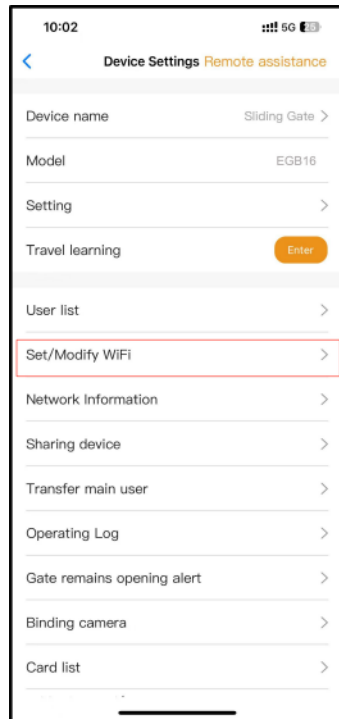 10:02 5G 25
Device Settings Remote assistance
Device name Sliding Gate
Model EGB16
Setting
Travel learning Enter
User list
Set/Modify WiFi
Network Information
Sharing device
Transfer main user
Operating Log
Gate remains opening alert
Binding camera
Card list